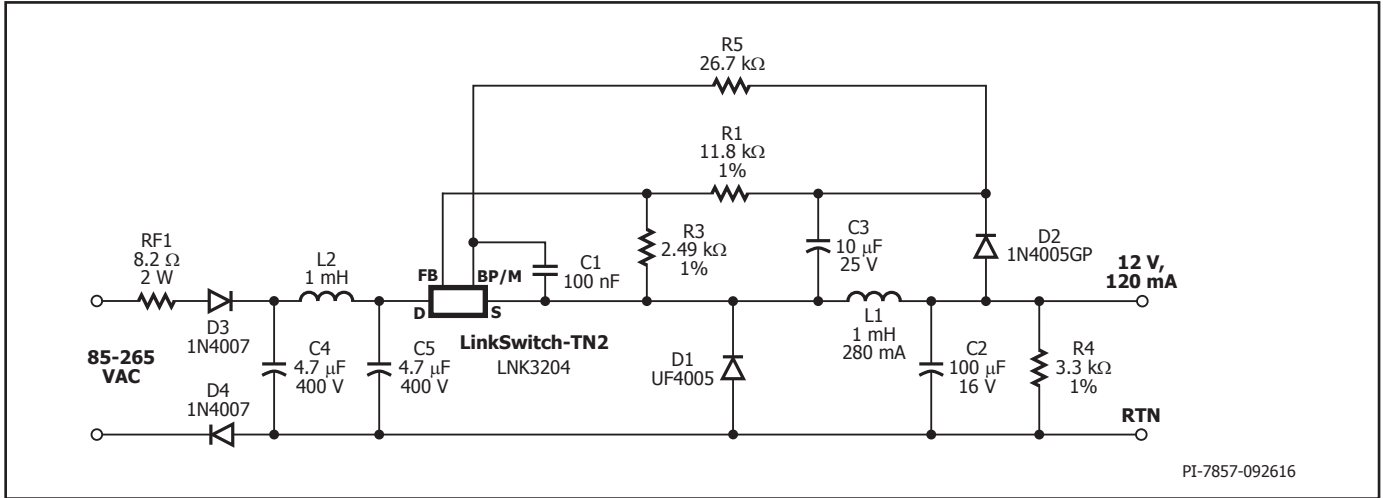 R5
26.7 kΩ
R1
11.8 kΩ
1%
RF1
8.2 Ω
2 W
L2
1 mH
FB
BP/M
C1
100 nF
R3
2.49 kΩ
1%
C3
10 µF
25 V
D2
1N4005GP
12 V,
120 mA
D
S
D3
1N4007
LinkSwitch-TN2
LNK3204
L1
1 mH
280 mA
85-265
VAC
C4
4.7 µF
400 V
C5
4.7 µF
400 V
D1
UF4005
C2
100 µF
16 V
R4
3.3 kΩ
1%
D4
1N4007
RTN
PI-7857-092616